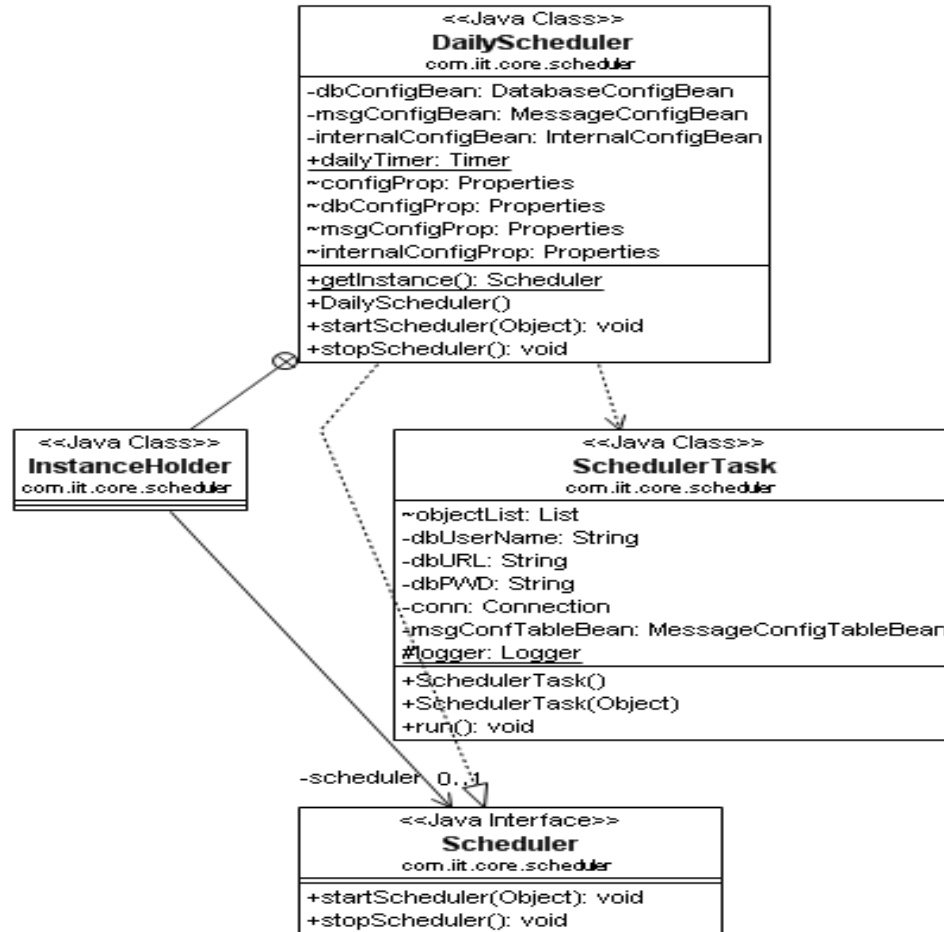 <<Java Class>>
DailyScheduler
com.iit.core.scheduler
-dbConfigBean: DatabaseConfigBean
-msgConfigBean: MessageConfigBean
-internalConfigBean: InternalConfigBean
+dailyTimer: Timer
~configProp: Properties
~dbConfigProp: Properties
~msgConfigProp: Properties
~internalConfigProp: Properties
+getInstance(): Scheduler
+DailyScheduler()
+startScheduler(Object): void
+stopScheduler(): void
<<Java Class>>
InstanceHolder
com.iit.core.scheduler
<<Java Class>>
SchedulerTask
com.iit.core.scheduler
~objectList: List
-dbUserName: String
-dbURL: String
-dbPWD: String
-conn: Connection
-msgConfTableBean: MessageConfigTableBean
#logger: Logger
+SchedulerTask()
+SchedulerTask(Object)
+run(): void
-scheduler 0..1
<<Java Interface>>
Scheduler
com.iit.core.scheduler
+startScheduler(Object): void
+stopScheduler(): void